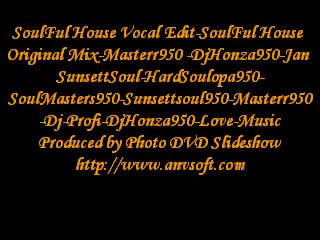 SoulFul House Vocal Edit-SoulFul House
Original Mix-Masterr950 -DjHonza950-Jan
SunsettSoul-HardSoulopa950-
SoulMasters950-Sunsettsoul950-Masterr950
-Dj-Profi-DjHonza950-Love-Music
Produced by Photo DVD Slideshow
http://www.anvsoft.com